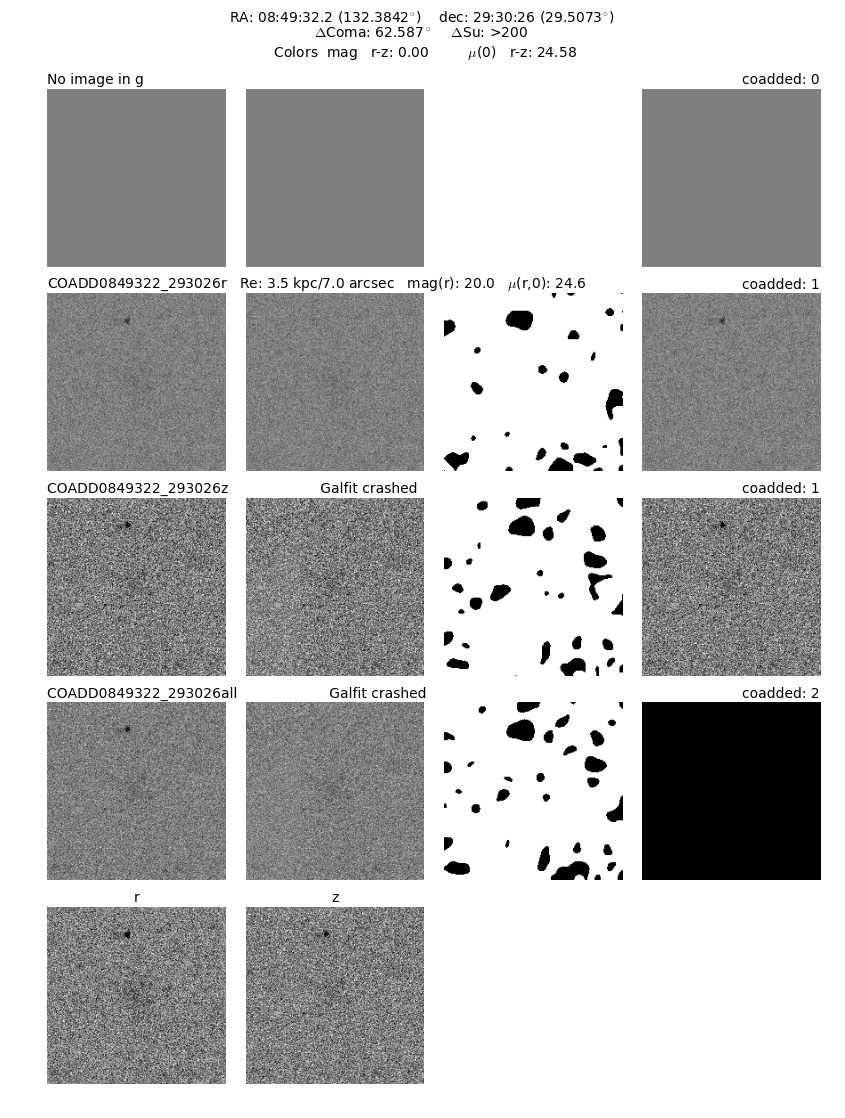 RA: 08:49:32.2 (132.3842°) dec: 29:30:26 (29.5073°)
ΔComa: 62.587° ΔSu: >200
Colors mag r-z: 0.00 μ(0) r-z: 24.58
No image in g coadded: 0
COADD0849322_293026r Re: 3.5 kpc/7.0 arcsec mag(r): 20.0 μ(r,0): 24.6 coadded: 1
COADD0849322_293026z Galfit crashed coadded: 1
COADD0849322_293026all Galfit crashed coadded: 2
r z